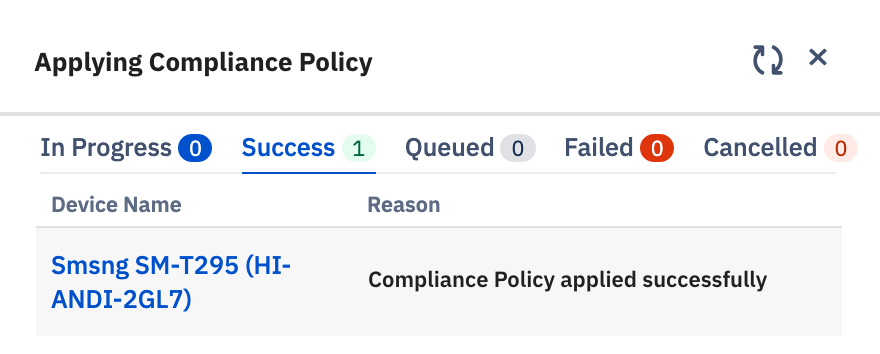 Applying Compliance Policy
In Progress 0 Success 1 Queued 0 Failed 0 Cancelled 0
Device Name Reason
Smsng SM-T295 (HI-
ANDI-2GL7)
Compliance Policy applied successfully